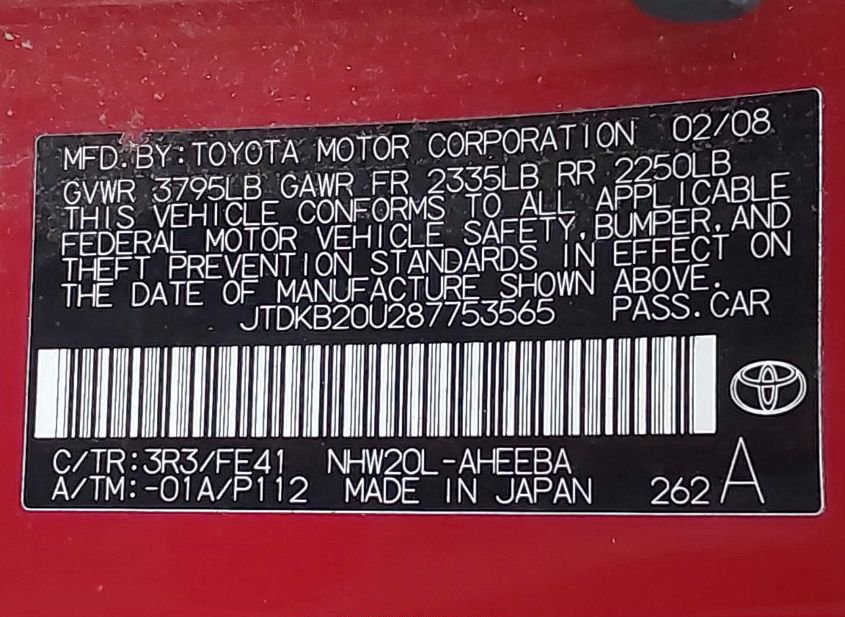 MFD.BY:TOYOTA MOTOR CORPORATION 02/08
GVWR 3795LB GAWR FR 2335LB RR 2250LB
THIS VEHICLE CONFORMS TO ALL APPLICABLE
FEDERAL MOTOR VEHICLE SAFETY,BUMPER,AND
THEFT PREVENTION STANDARDS IN EFFECT ON
THE DATE OF MANUFACTURE SHOWN ABOVE.
JTDKB20U287753565 PASS.CAR
C/TR:3R3/FE41 NHW20L-AHEEBA
A/TM:-01A/P112 MADE IN JAPAN 262 A